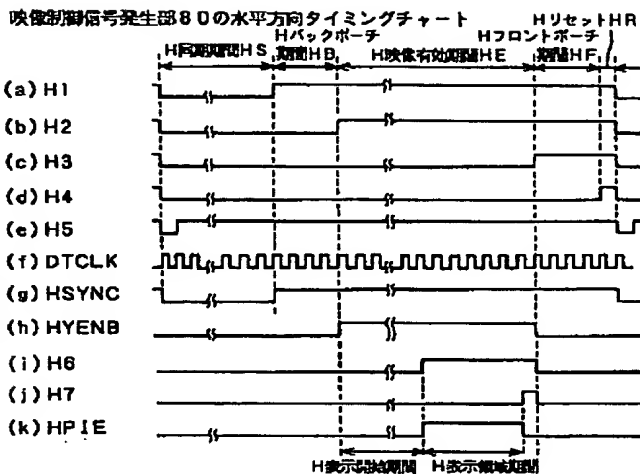 映像制御信号発生部80の水平方向タイミングチャート
HリセットHR
Hバックポーチ
Hフロントポーチ
H同期期間HS
期間HB
H映像有効期間HE
期間HF
(a) H1
(b) H2
(c) H3
(d) H4
(e) H5
(f) DTCLK
(g) HSYNC
(h) HYENB
(i) H6
(j) H7
(k) HPIE
H表示開始期間
H表示領域期間